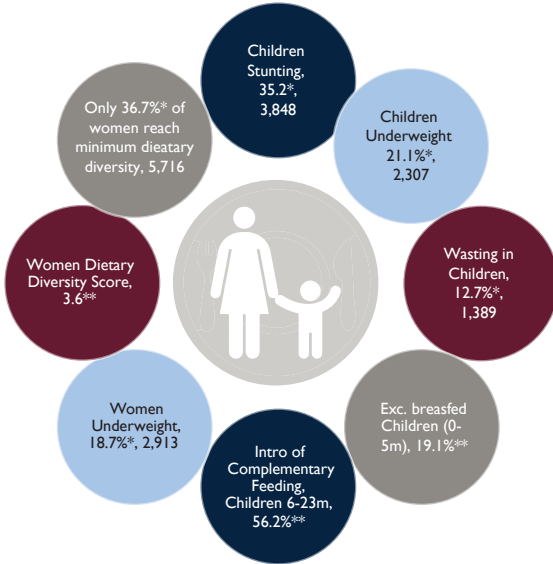 Children
Stunting,
35.2*,
3,848
Children
Underweight
21.1%*,
2,307
Wasting in
Children,
12.7%*,
1,389
Exc. breasfed
Children (0-
5m), 19.1%**
Intro of
Complementary
Feeding,
Children 6-23m,
56.2%**
Women
Underweight,
18.7%*, 2,913
Women Dietary
Diversity Score,
3.6**
Only 36.7%* of
women reach
minimum dieatary
diversity, 5,716